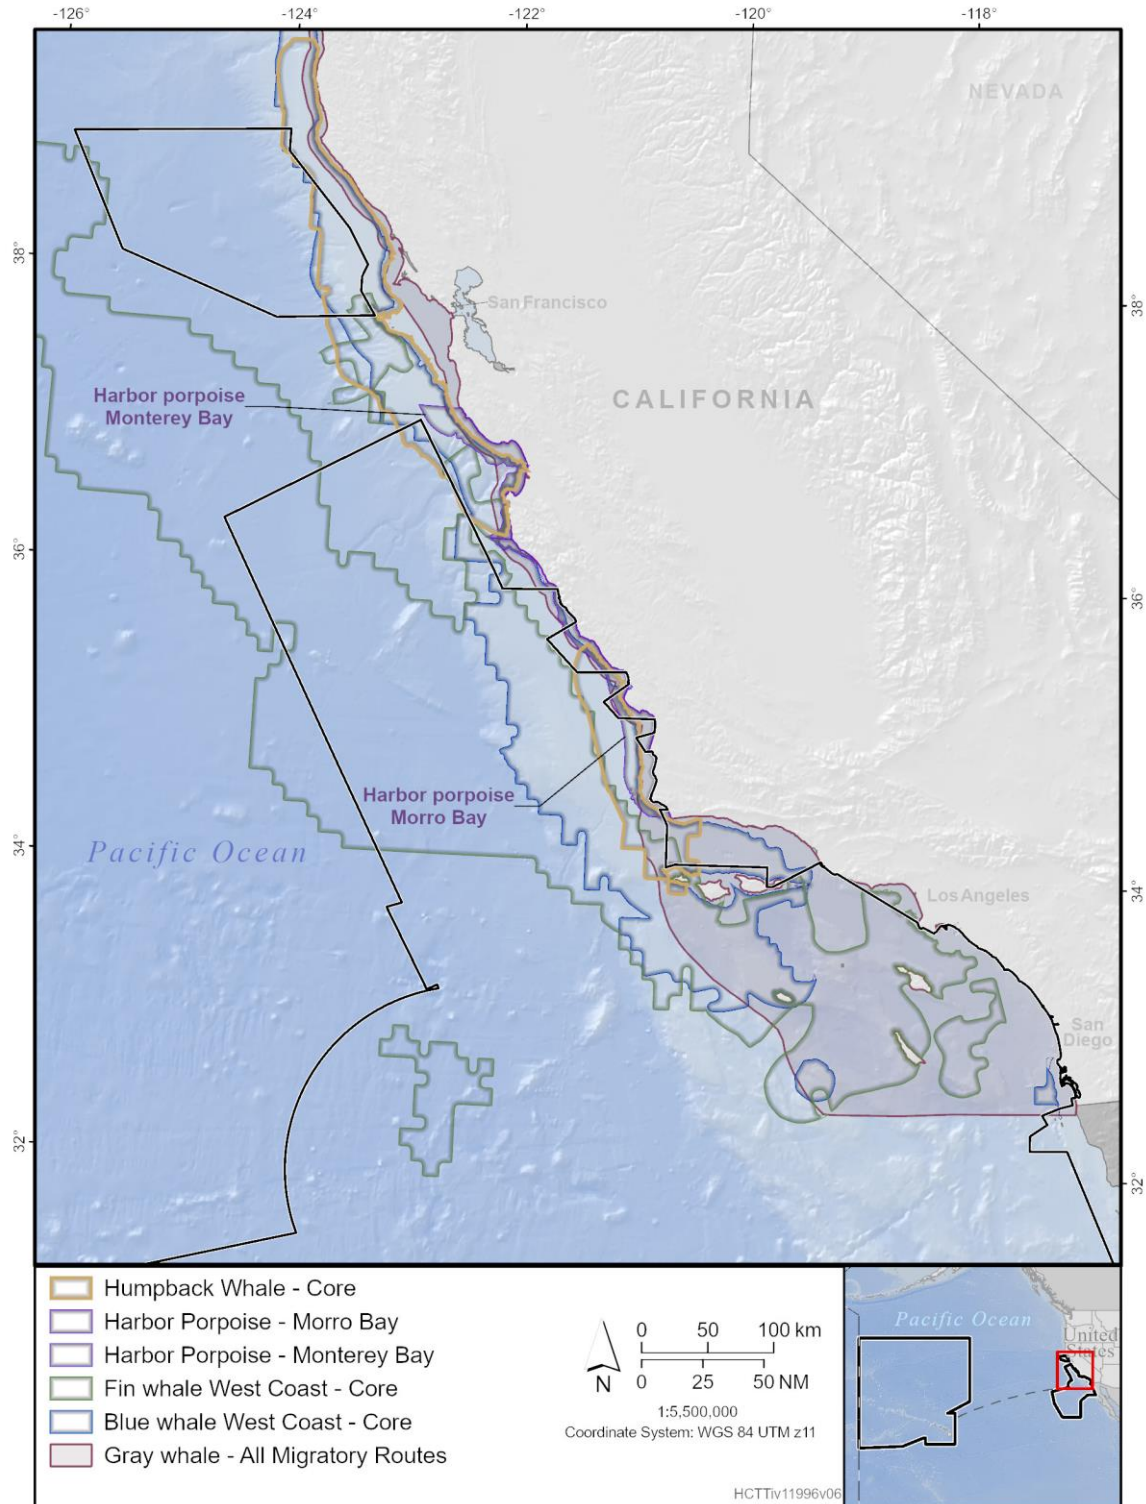 -126°
-124°
-122°
-120°
-118°
NEVADA
38°
38°
San Francisco
Harbor porpoise
Monterey Bay
CALIFORNIA
36°
36°
Harbor porpoise
Morro Bay
34°
34°
Pacific Ocean
Los Angeles
San
Diego
32°
32°
Humpback Whale - Core
Harbor Porpoise - Morro Bay
Harbor Porpoise - Monterey Bay
Fin whale West Coast - Core
Blue whale West Coast - Core
Gray whale - All Migratory Routes
N
0 50 100 km
0 25 50 NM
1:5,500,000
Coordinate System: WGS 84 UTM z11
HCTTiv11996v06
Pacific Ocean
United
States